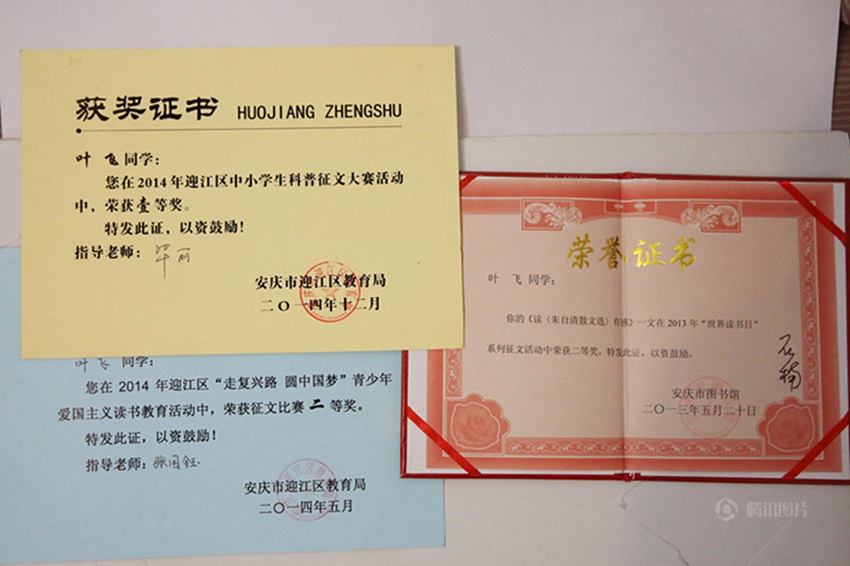 获奖证书 HUOJIANG ZHENGSHU
叶飞同学：
您在2014年迎江区中小学生科普征文大赛活动
中，荣获壹等奖。
特发此证，以资鼓励！
指导老师：毕丽
安庆市迎江区教育局
二〇一四年十二月
叶飞 同学：
您在 2014 年迎江区“走复兴路 圆中国梦”青少年
爱国主义读书教育活动中，荣获征文比赛二等奖。
特发此证，以资鼓励！
指导老师：张国钰
安庆市迎江区教育局
二〇一四年五月
荣誉证书
叶 飞 同学：
你的《读〈朱自清散文选〉有感》一文在2013年“世界读书日”
系列征文活动中荣获二等奖，特发此证，以资鼓励。
安庆市图书馆
二〇一三年五月二十日
腾讯图片